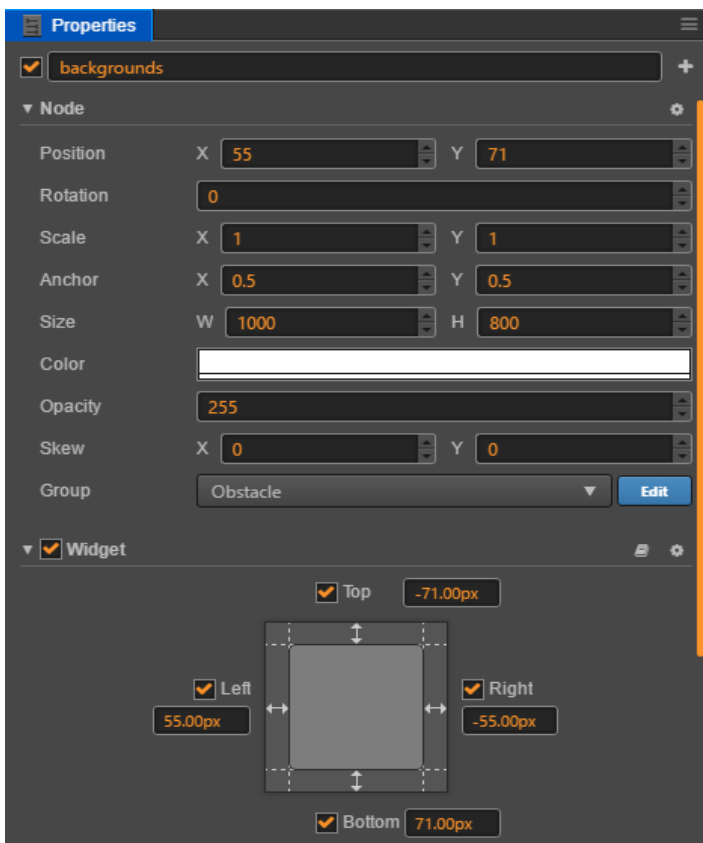 Properties
backgrounds
Node
Position X 55 Y 71
Rotation 0
Scale X 1 Y 1
Anchor X 0.5 Y 0.5
Size W 1000 H 800
Color
Opacity 255
Skew X 0 Y 0
Group Obstacle Edit
Widget
Top -71.00px
Left Right
55.00px -55.00px
Bottom 71.00px